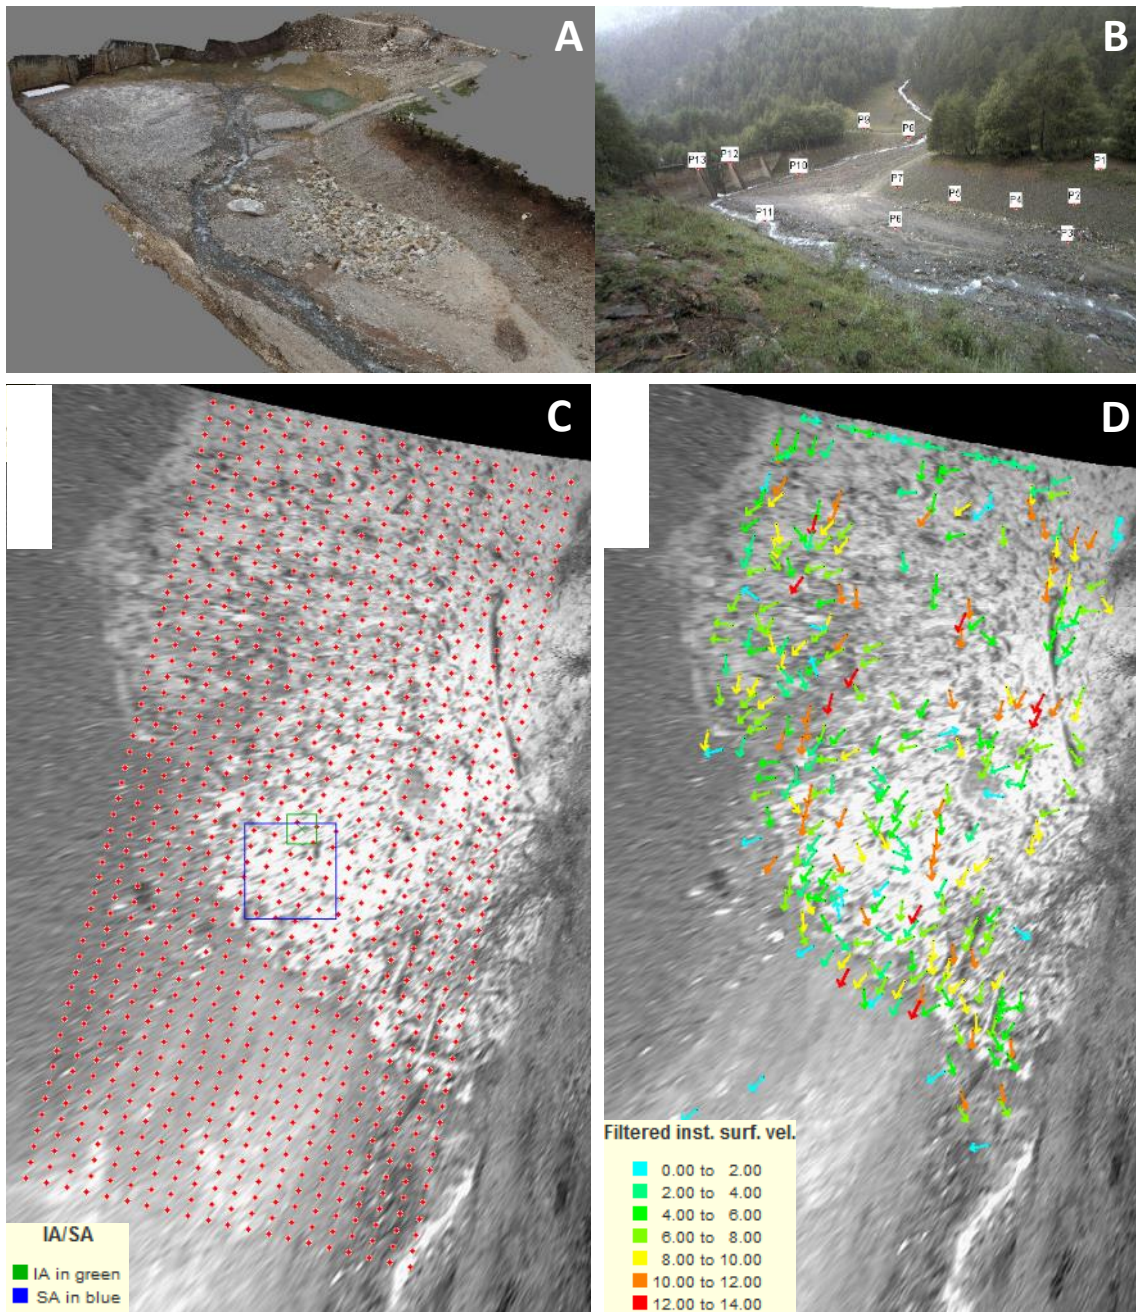 A
B
P9
P8
P13
P12
P10
P1
P7
P5
P4
P2
P11
P6
P3
C
D
IA/SA
IA in green
SA in blue
Filtered inst. surf. vel.
0.00 to 2.00
2.00 to 4.00
4.00 to 6.00
6.00 to 8.00
8.00 to 10.00
10.00 to 12.00
12.00 to 14.00